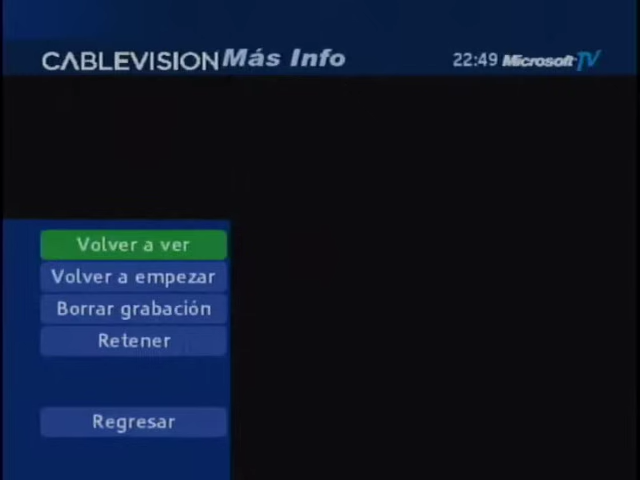 CABLEVISION Más Info 22:49 Microsoft TV
Volver a ver
Volver a empezar
Borrar grabación
Retener
Regresar